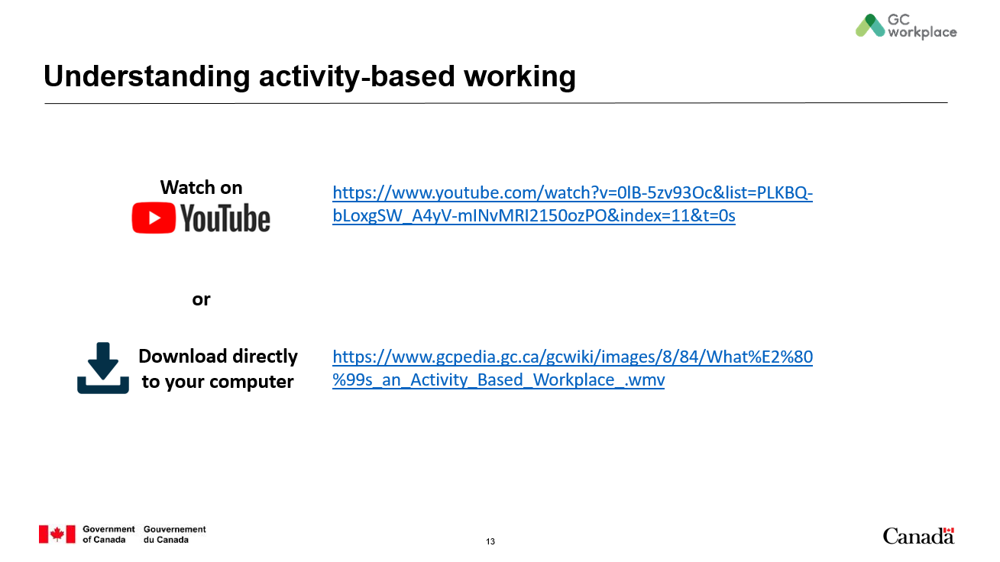 GC
workplace
Understanding activity-based working
Watch on
YouTube
https://www.youtube.com/watch?v=0lB-5zv93Oc&list=PLKBQ-
bLoxgSW_A4yV-mINvMRI2150ozPO&index=11&t=0s
or
Download directly
to your computer
https://www.gcpedia.gc.ca/gcwiki/images/8/84/What%E2%80
%99s_an_Activity_Based_Workplace_.wmv
Government Gouvernement
of Canada du Canada
13
Canada